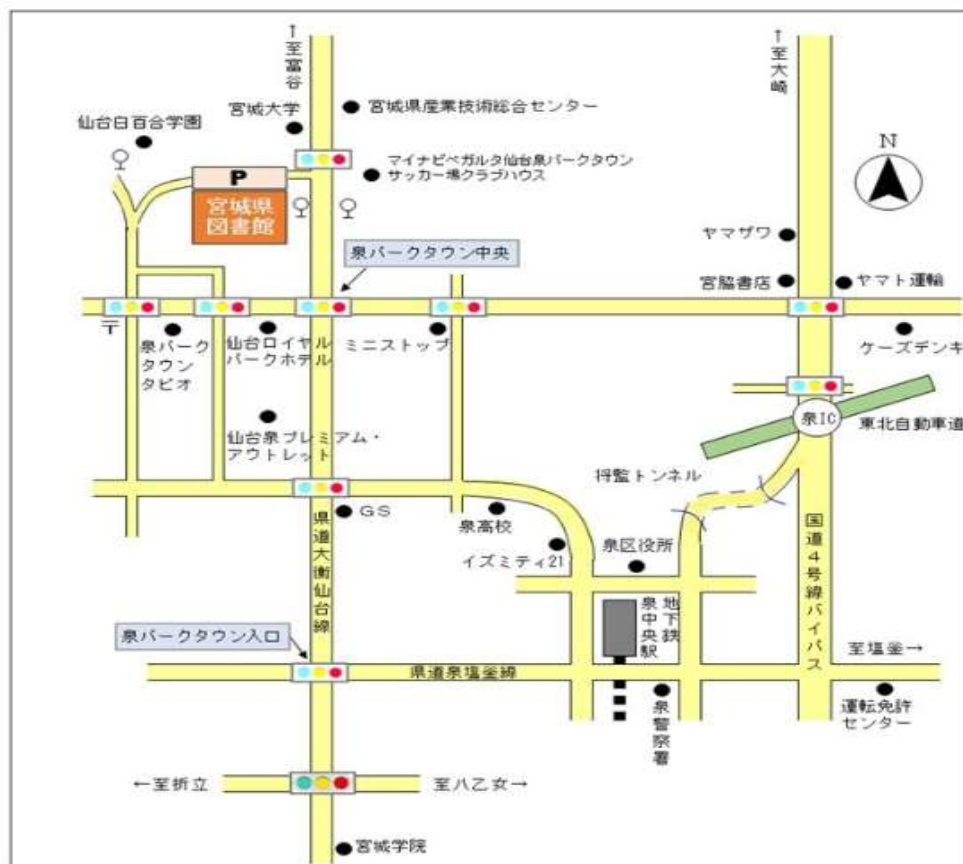 ↑至富谷
↑至大崎
宮城大学
宮城県産業技術総合センター
仙台白百合学園
マイナビベガルタ仙台泉パークタウン
サッカー場クラブハウス
N
P
宮城県
図書館
ヤマザワ
泉パークタウン中央
宮脇書店
ヤマト運輸
〒
泉パーク
タウン
タピオ
仙台ロイヤル
パークホテル
ミニストップ
ケーズデンキ
泉IC
東北自動車道
仙台泉プレミアム・
アウトレット
将監トンネル
GS
泉高校
県道大衡仙台線
イズミティ21
泉区役所
国道4号線バイパス
地下鉄
泉中央駅
泉パークタウン入口
至塩釜→
県道泉塩釜線
泉警察署
運転免許
センター
←至折立
至八乙女→
宮城学院